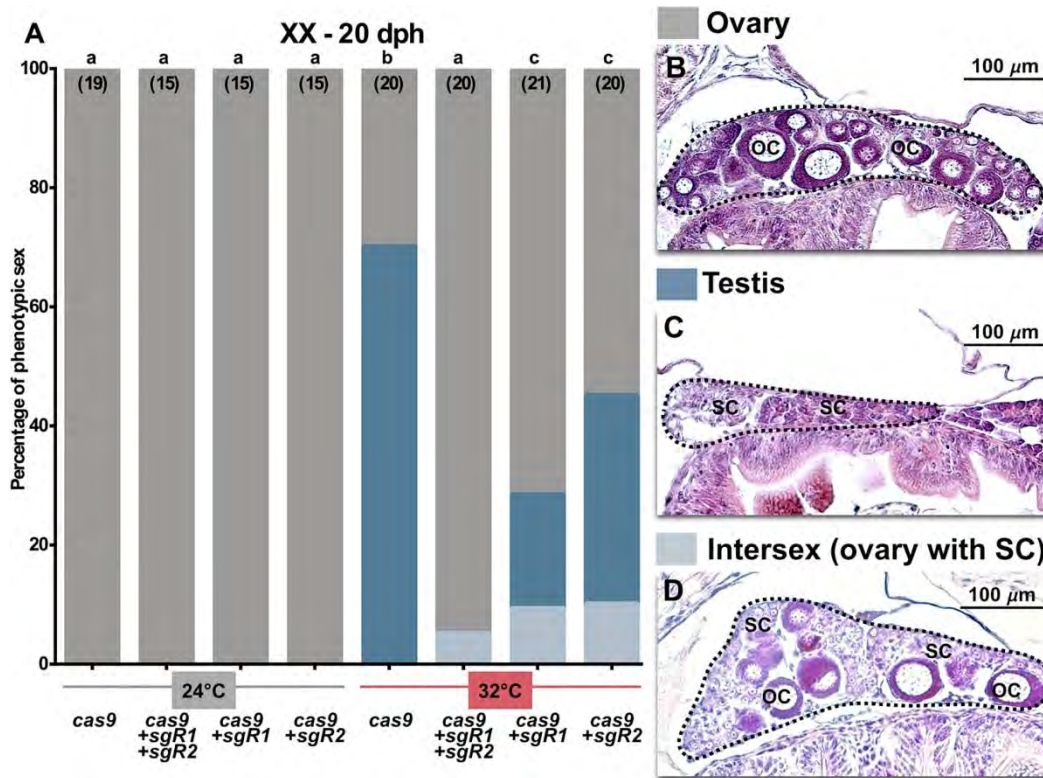 A
XX - 20 dph
a a a a b a c c
(19) (15) (15) (15) (20) (20) (21) (20)
Percentage of phenotypic sex
100
80
60
40
20
0
24°C
32°C
cas9 cas9 cas9 cas9 cas9 cas9 cas9 cas9
+sgR1 +sgR1 +sgR2 +sgR1 +sgR1 +sgR2
+sgR2 +sgR2
Ovary
B
100 µm
OC OC
Testis
C
100 µm
SC SC
Intersex (ovary with SC)
D
100 µm
SC SC
OC OC